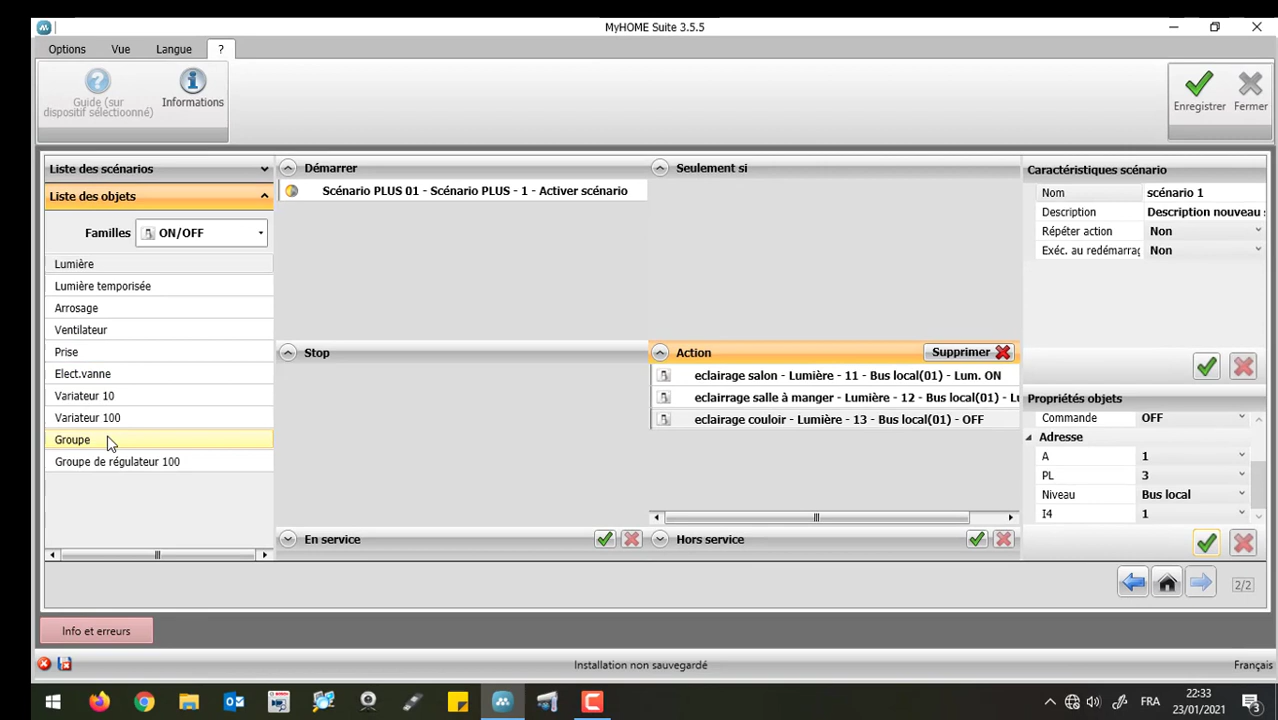 MyHOME Suite 3.5.5
Options Vue Langue ?
Guide (sur
dispositif sélectionné)
Informations
Enregistrer Fermer
Liste des scénarios
Liste des objets
Familles ON/OFF
Lumière
Lumière temporisée
Arrosage
Ventilateur
Prise
Elect.vanne
Variateur 10
Variateur 100
Groupe
Groupe de régulateur 100
Démarrer
Scénario PLUS 01 - Scénario PLUS - 1 - Activer scénario
Seulement si
Stop
Action Supprimer
eclairage salon - Lumière - 11 - Bus local(01) - Lum. ON
eclairrage salle à manger - Lumière - 12 - Bus local(01) - Lu
eclairage couloir - Lumière - 13 - Bus local(01) - OFF
En service
Hors service
Caractéristiques scénario
Nom scénario 1
Description Description nouveau
Répéter action Non
Exéc. au redémarrag Non
Propriétés objets
Commande OFF
Adresse
A 1
PL 3
Niveau Bus local
I4 1
2/2
Info et erreurs
Installation non sauvegardé
Français
FRA
22:33
23/01/2021
3